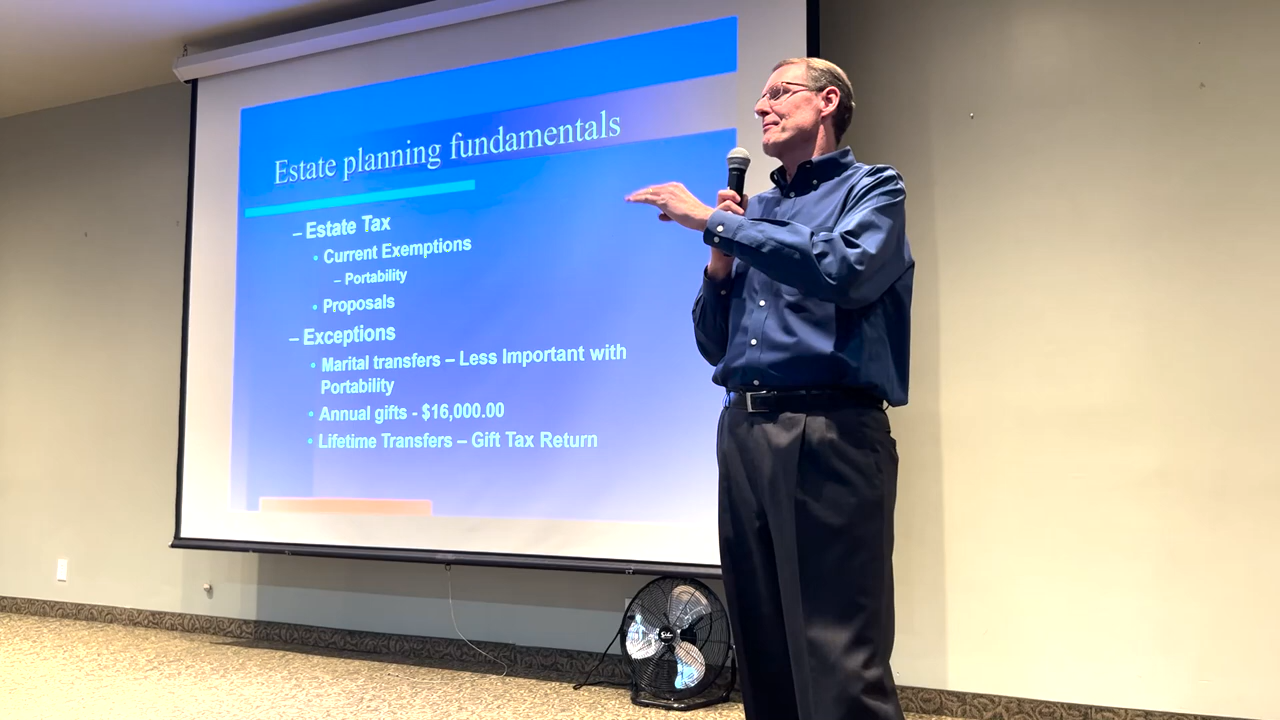 Estate planning fundamentals
– Estate Tax
• Current Exemptions
– Portability
• Proposals
– Exceptions
• Marital transfers – Less Important with
Portability
• Annual gifts - $16,000.00
• Lifetime Transfers – Gift Tax Return